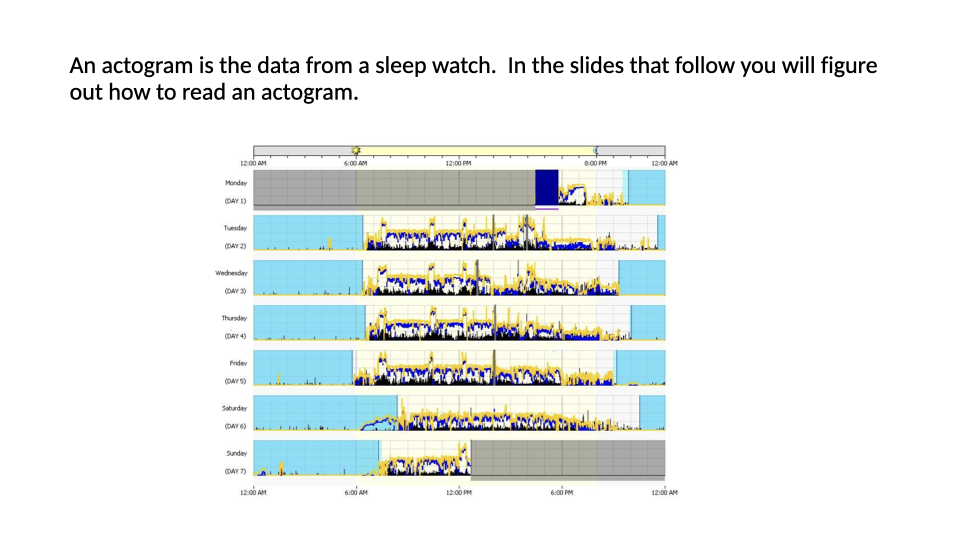 An actogram is the data from a sleep watch.  In the slides that follow you will figure
out how to read an actogram.
12:00 AM 6:00 AM 12:00 PM 8:00 PM 12:00 AM
Monday
(DAY 1)
Tuesday
(DAY 2)
Wednesday
(DAY 3)
Thursday
(DAY 4)
Friday
(DAY 5)
Saturday
(DAY 6)
Sunday
(DAY 7)
12:00 AM 6:00 AM 12:00 PM 6:00 PM 12:00 AM